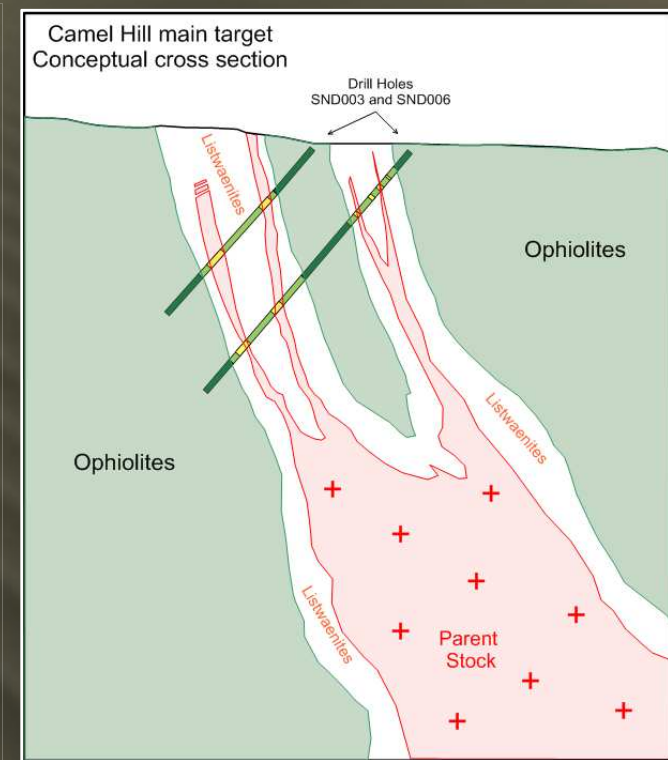 Camel Hill main target
Conceptual cross section
Drill Holes
SND003 and SND006
Listwaenites
Ophiolites
Listwaenites
Ophiolites
Listwaenites
Parent
Stock